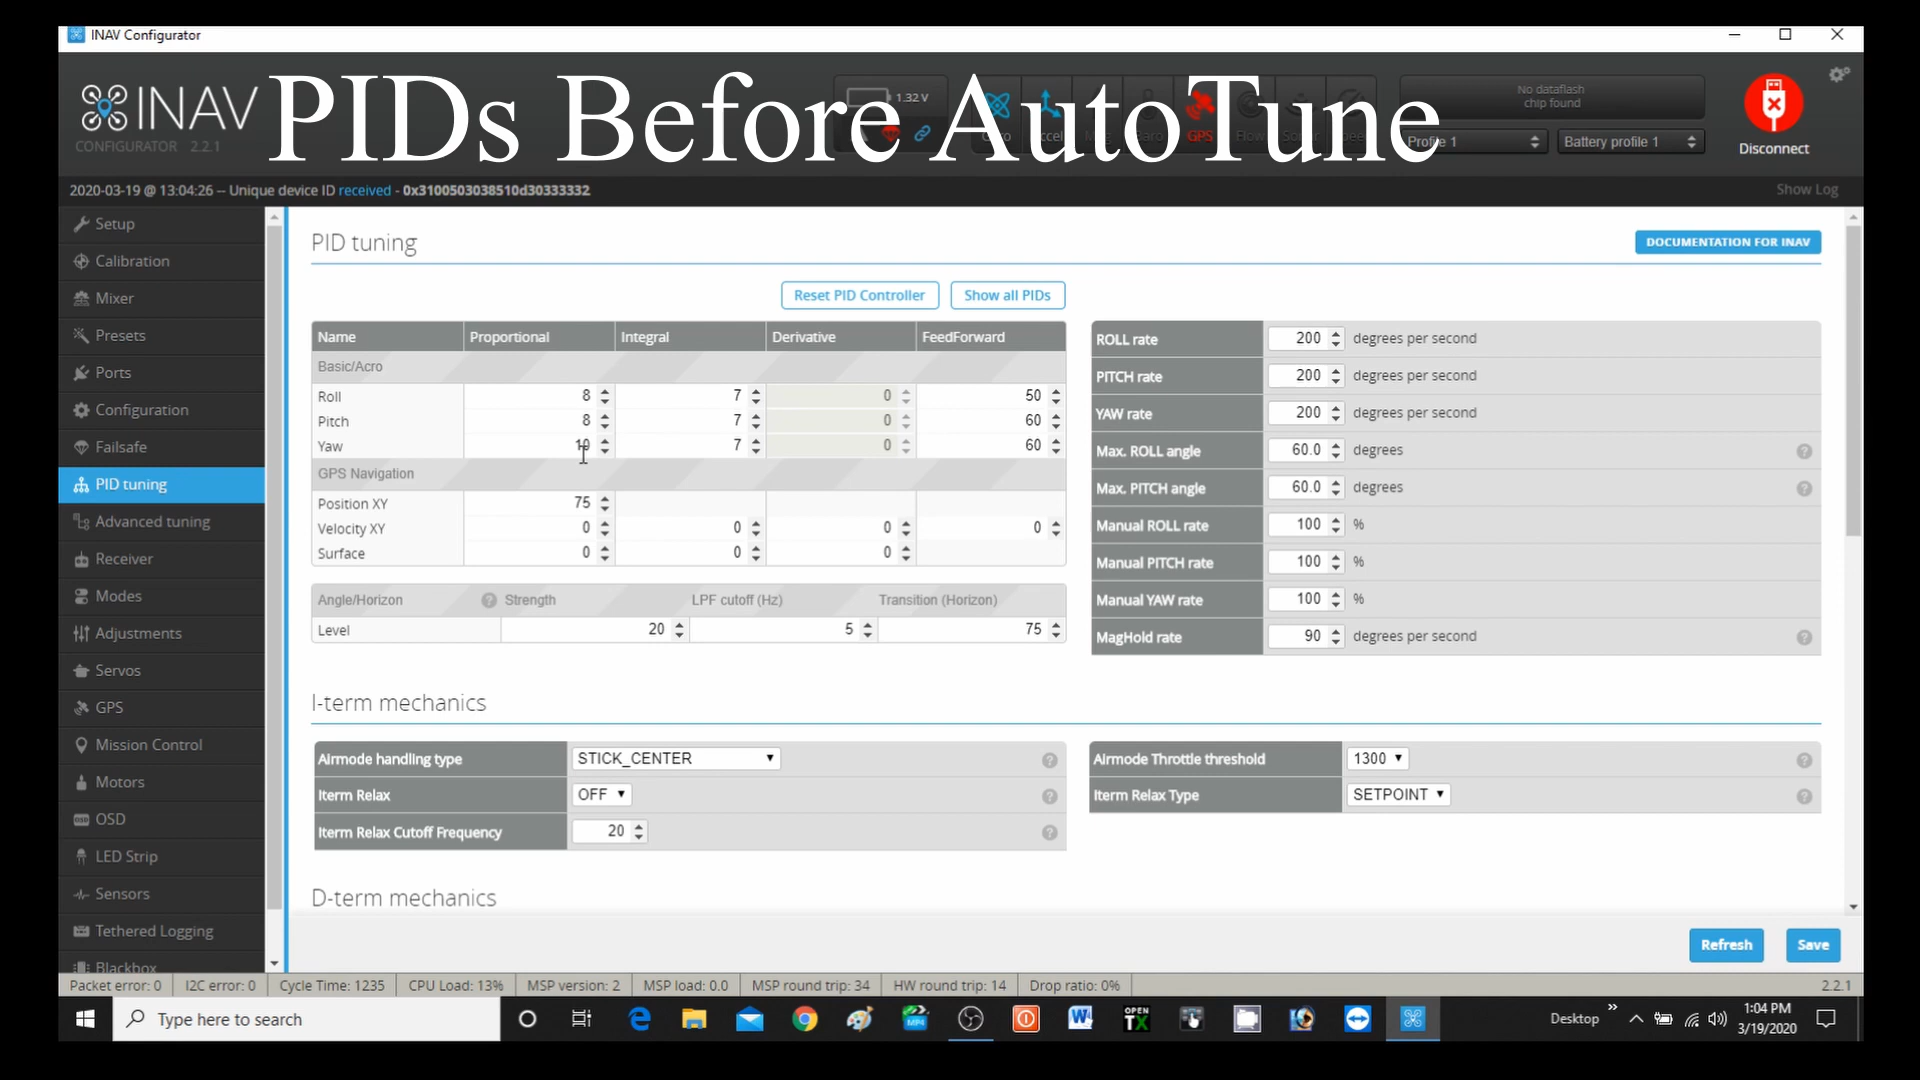 INAV Configurator
INAV
CONFIGURATOR 2.2.1
PIDs Before AutoTune
1.32 V
GPS
No dataflash
chip found
Profile 1
Battery profile 1
Disconnect
2020-03-19 @ 13:04:26 -- Unique device ID received - 0x3100503038510d30333332
Show Log
Setup
Calibration
Mixer
Presets
Ports
Configuration
Failsafe
PID tuning
Advanced tuning
Receiver
Modes
Adjustments
Servos
GPS
Mission Control
Motors
OSD
LED Strip
Sensors
Tethered Logging
Blackbox
PID tuning
DOCUMENTATION FOR INAV
Reset PID Controller
Show all PIDs
Name Proportional Integral Derivative FeedForward
Basic/Acro
Roll 8 7 0 50
Pitch 8 7 0 60
Yaw 10 7 0 60
GPS Navigation
Position XY 75
Velocity XY 0 0 0 0
Surface 0 0 0
Angle/Horizon Strength LPF cutoff (Hz) Transition (Horizon)
Level 20 5 75
ROLL rate 200 degrees per second
PITCH rate 200 degrees per second
YAW rate 200 degrees per second
Max. ROLL angle 60.0 degrees
Max. PITCH angle 60.0 degrees
Manual ROLL rate 100 %
Manual PITCH rate 100 %
Manual YAW rate 100 %
MagHold rate 90 degrees per second
I-term mechanics
Airmode handling type STICK_CENTER
Iterm Relax OFF
Iterm Relax Cutoff Frequency 20
Airmode Throttle threshold 1300
Iterm Relax Type SETPOINT
D-term mechanics
Refresh
Save
Packet error: 0 I2C error: 0 Cycle Time: 1235 CPU Load: 13% MSP version: 2 MSP load: 0.0 MSP round trip: 34 HW round trip: 14 Drop ratio: 0% 2.2.1
Type here to search
MP4
OPEN
TX
Desktop
1:04 PM
3/19/2020